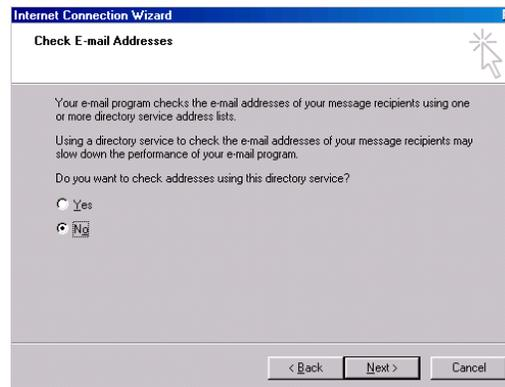 Internet Connection Wizard
Check E-mail Addresses
Your e-mail program checks the e-mail addresses of your message recipients using one
or more directory service address lists.
Using a directory service to check the e-mail addresses of your message recipients may
slow down the performance of your e-mail program.
Do you want to check addresses using this directory service?
Yes
No
< Back Next > Cancel